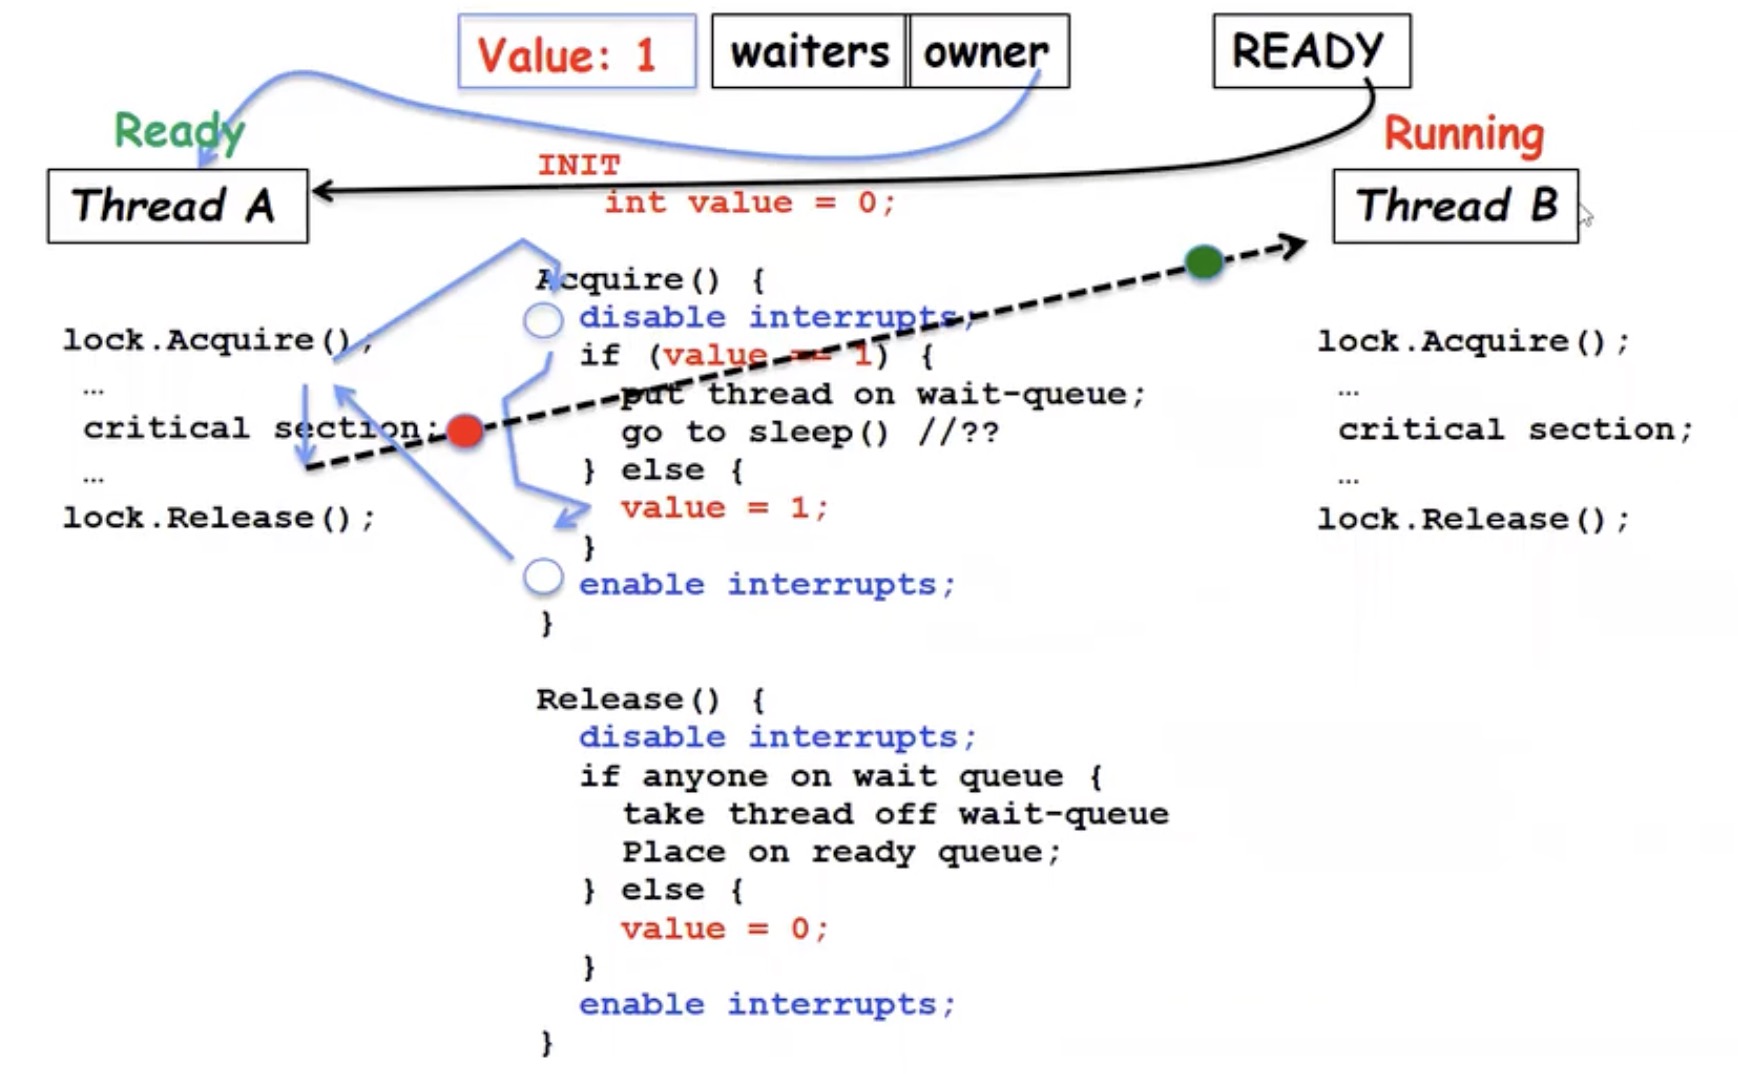 Value: 1 waiters owner READY
Ready
Running
INIT
Thread A
int value = 0;
Thread B
Acquire() {
disable interrupts;
if (value == 1) {
put thread on wait-queue;
go to sleep() //??
} else {
value = 1;
}
enable interrupts;
}
lock.Acquire();
…
critical section;
…
lock.Release();
lock.Acquire();
…
critical section;
…
lock.Release();
Release() {
disable interrupts;
if anyone on wait queue {
take thread off wait-queue
Place on ready queue;
} else {
value = 0;
}
enable interrupts;
}